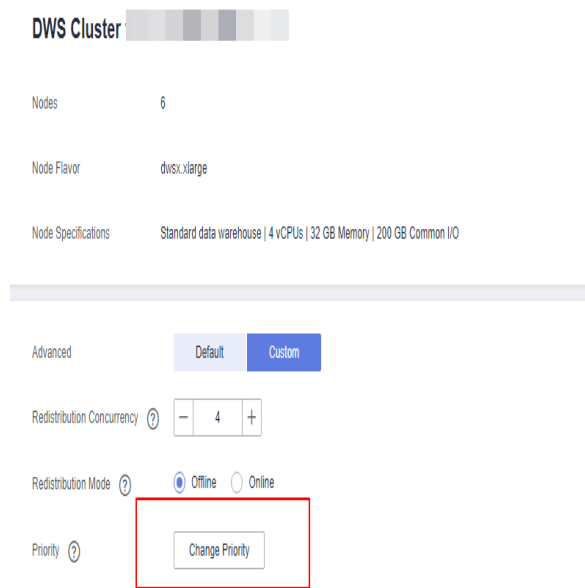 DWS Cluster
Nodes 6
Node Flavor dwsx.xlarge
Node Specifications Standard data warehouse | 4 vCPUs | 32 GB Memory | 200 GB Common I/O
Advanced Default Custom
Redistribution Concurrency ? − 4 +
Redistribution Mode ? Offline Online
Priority ? Change Priority